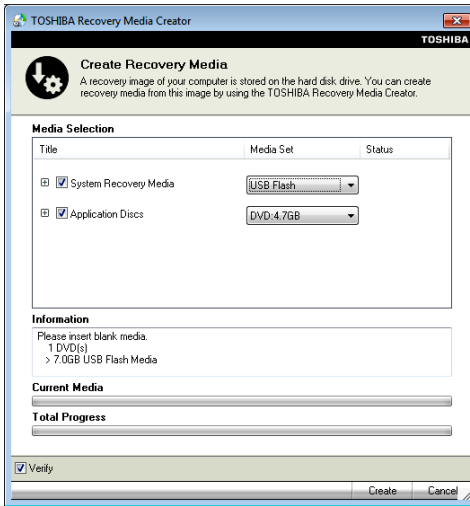 TOSHIBA Recovery Media Creator
TOSHIBA
Create Recovery Media
A recovery image of your computer is stored on the hard disk drive. You can create
recovery media from this image by using the TOSHIBA Recovery Media Creator.
Media Selection
Title Media Set Status
System Recovery Media USB Flash
Application Discs DVD:4.7GB
Information
Please insert blank media.
1 DVD(s)
> 7.0GB USB Flash Media
Current Media
Total Progress
Verify
Create Cancel